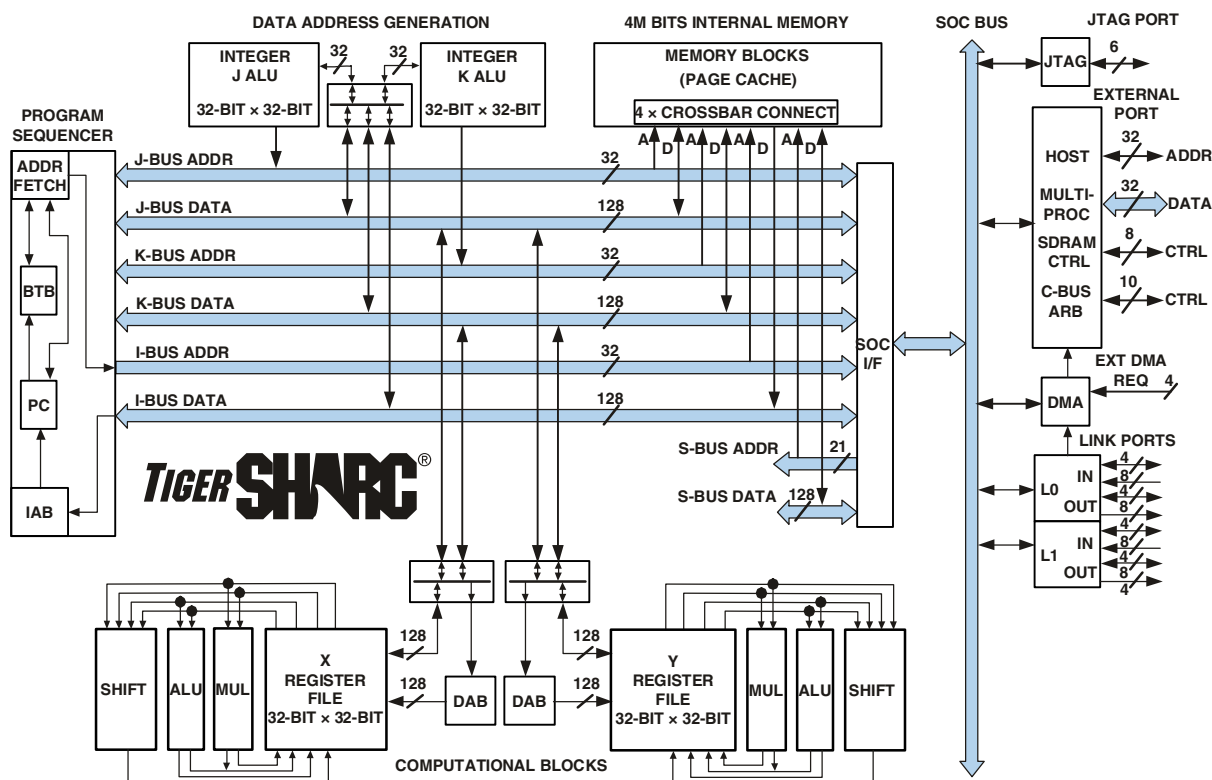 DATA ADDRESS GENERATION
4M BITS INTERNAL MEMORY
SOC BUS
JTAG PORT
INTEGER
J ALU
32-BIT × 32-BIT
32
32
INTEGER
K ALU
32-BIT × 32-BIT
MEMORY BLOCKS
(PAGE CACHE)
4 × CROSSBAR CONNECT
A D A D A D A D
JTAG
6
PROGRAM
SEQUENCER
ADDR
FETCH
BTB
PC
IAB
J-BUS ADDR
32
J-BUS DATA
128
K-BUS ADDR
32
K-BUS DATA
128
I-BUS ADDR
32
I-BUS DATA
128
S-BUS ADDR
21
S-BUS DATA
128
SOC
I/F
EXTERNAL
PORT
HOST
32
ADDR
MULTI-
PROC
32
DATA
SDRAM
CTRL
8
CTRL
C-BUS
ARB
10
CTRL
EXT DMA
REQ
4
DMA
LINK PORTS
L0
IN
OUT
4
8
4
8
L1
IN
OUT
4
8
4
8
4
TIGER SHARC®
SHIFT
ALU
MUL
X
REGISTER
FILE
32-BIT × 32-BIT
128
128
DAB
DAB
128
128
Y
REGISTER
FILE
32-BIT × 32-BIT
MUL
ALU
SHIFT
COMPUTATIONAL BLOCKS